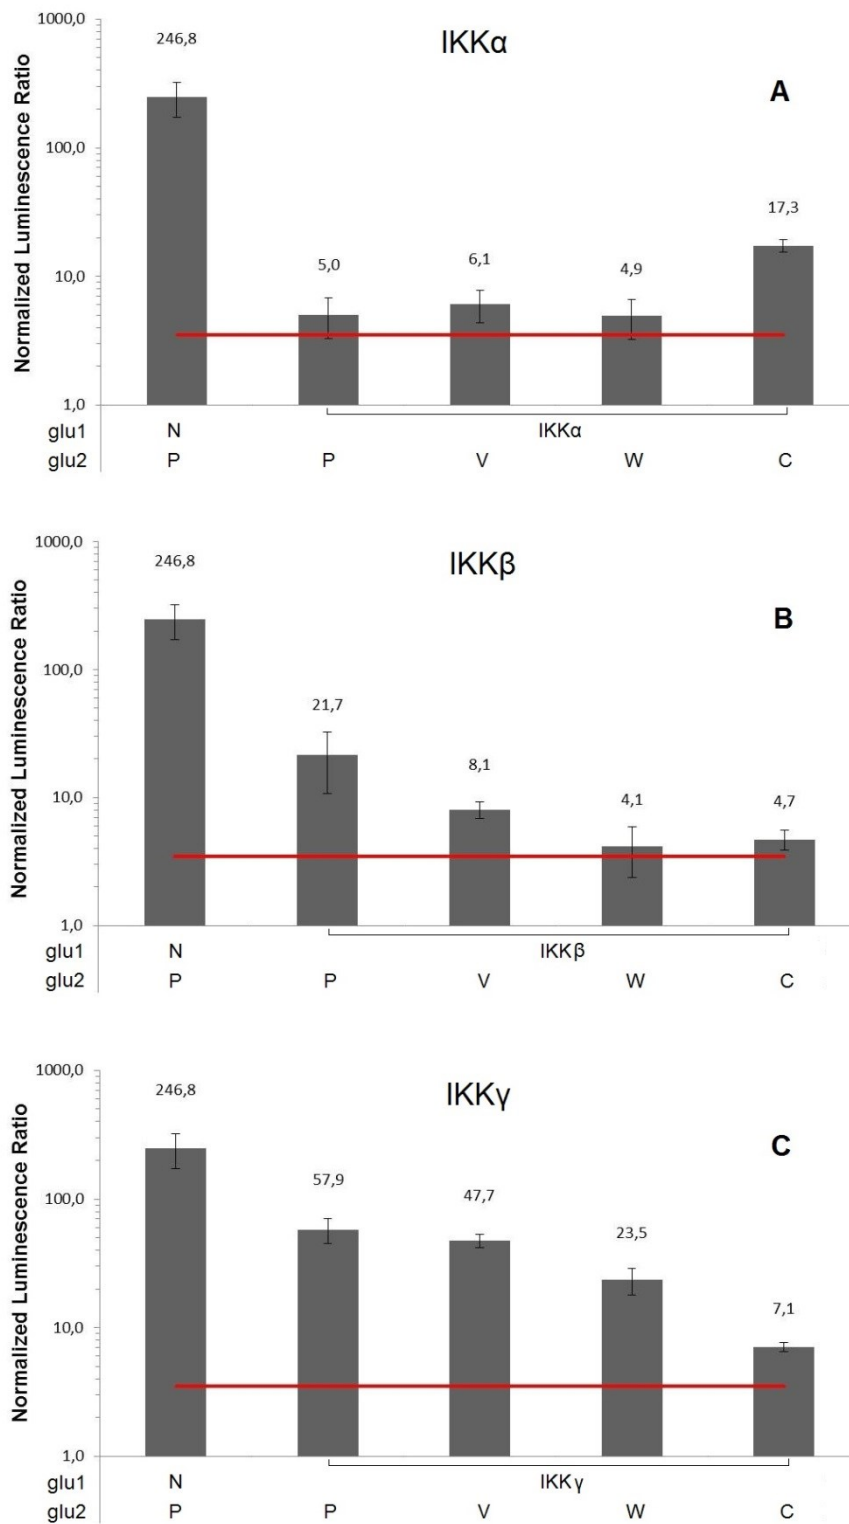 IKKα
A
Normalized Luminescence Ratio
1000,0
100,0
10,0
1,0
246,8
5,0
6,1
4,9
17,3
glu1 N IKKα
glu2 P P V W C
IKKβ
B
Normalized Luminescence Ratio
1000,0
100,0
10,0
1,0
246,8
21,7
8,1
4,1
4,7
glu1 N IKKβ
glu2 P P V W C
IKKγ
C
Normalized Luminescence Ratio
1000,0
100,0
10,0
1,0
246,8
57,9
47,7
23,5
7,1
glu1 N IKKγ
glu2 P P V W C